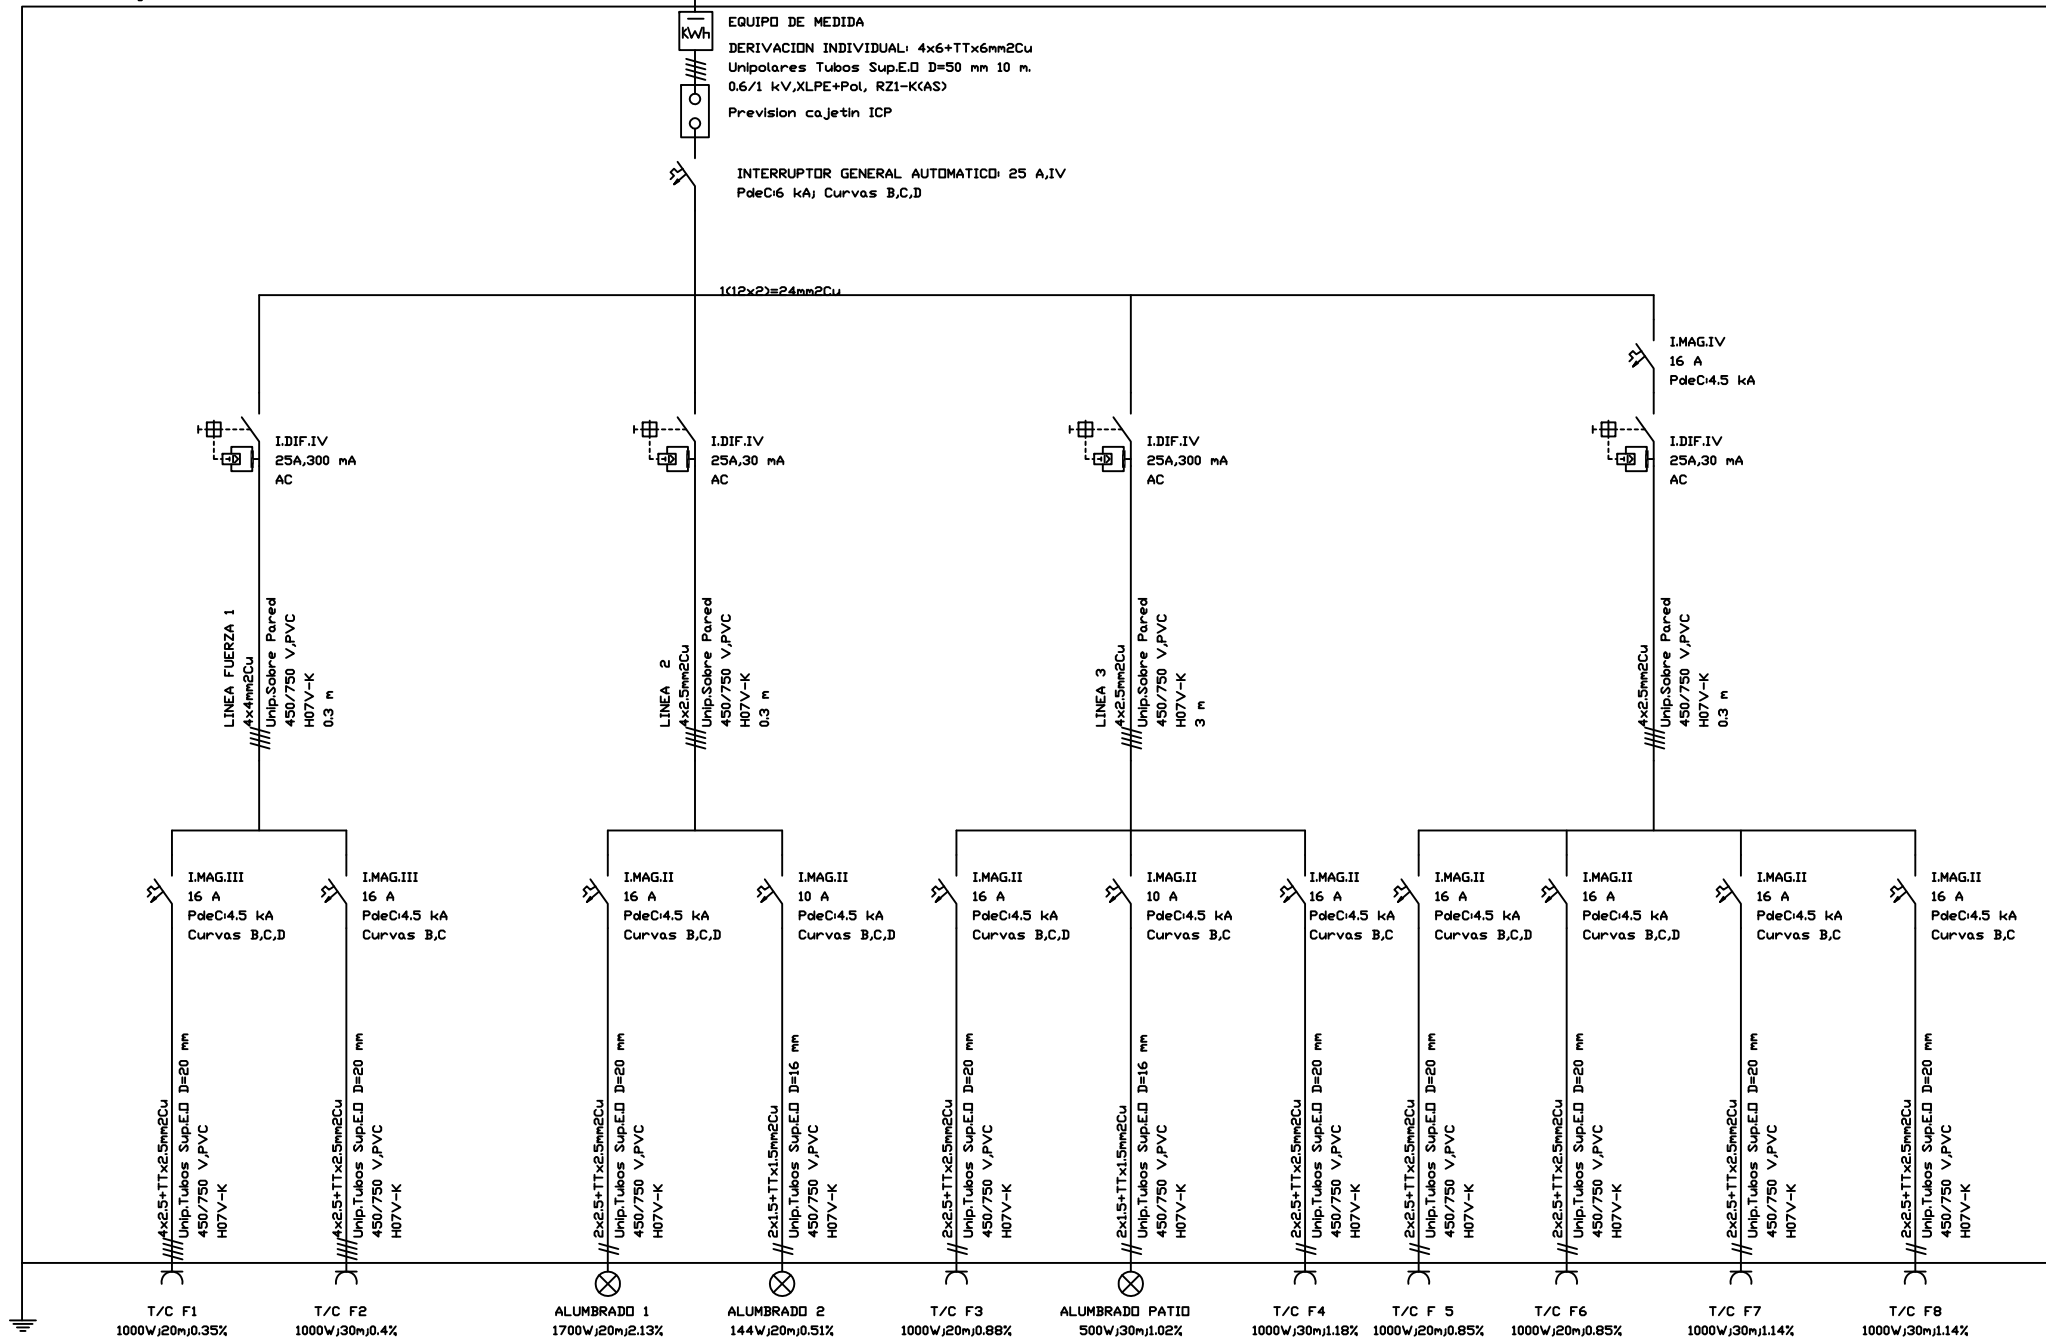 KWh
EQUIPO DE MEDIDA
DERIVACION INDIVIDUAL: 4x6+TTx6mm2Cu
Unipolares Tubos Sup.E.O D=50 mm 10 m.
0.6/1 kV,XLPE+Pol, RZ1-K(AS)
Prevision cajetin ICP
INTERRUPTOR GENERAL AUTOMATICO: 25 A,IV
PdeC:6 kA; Curvas B,C,D
1(12x2)=24mm2Cu
I.MAG.IV
16 A
PdeC:4.5 kA
I.DIF.IV
25A,300 mA
AC
I.DIF.IV
25A,30 mA
AC
I.DIF.IV
25A,300 mA
AC
I.DIF.IV
25A,30 mA
AC
LINEA FUERZA 1
4x4mm2Cu
Unip.Sobre Pared
450/750 V,PVC
H07V-K
0.3 m
LINEA 2
4x2.5mm2Cu
Unip.Sobre Pared
450/750 V,PVC
H07V-K
0.3 m
LINEA 3
4x2.5mm2Cu
Unip.Sobre Pared
450/750 V,PVC
H07V-K
3 m
4x2.5mm2Cu
Unip.Sobre Pared
450/750 V,PVC
H07V-K
0.3 m
I.MAG.III
16 A
PdeC:4.5 kA
Curvas B,C,D
I.MAG.III
16 A
PdeC:4.5 kA
Curvas B,C
I.MAG.II
16 A
PdeC:4.5 kA
Curvas B,C,D
I.MAG.II
10 A
PdeC:4.5 kA
Curvas B,C,D
I.MAG.II
16 A
PdeC:4.5 kA
Curvas B,C,D
I.MAG.II
10 A
PdeC:4.5 kA
Curvas B,C
I.MAG.II
16 A
PdeC:4.5 kA
Curvas B,C
I.MAG.II
16 A
PdeC:4.5 kA
Curvas B,C,D
I.MAG.II
16 A
PdeC:4.5 kA
Curvas B,C,D
I.MAG.II
16 A
PdeC:4.5 kA
Curvas B,C
I.MAG.II
16 A
PdeC:4.5 kA
Curvas B,C
4x2.5+TTx2.5mm2Cu
Unip.Tubos Sup.E.O D=20 mm
450/750 V,PVC
H07V-K
4x2.5+TTx2.5mm2Cu
Unip.Tubos Sup.E.O D=20 mm
450/750 V,PVC
H07V-K
2x2.5+TTx2.5mm2Cu
Unip.Tubos Sup.E.O D=20 mm
450/750 V,PVC
H07V-K
2x1.5+TTx1.5mm2Cu
Unip.Tubos Sup.E.O D=16 mm
450/750 V,PVC
H07V-K
2x2.5+TTx2.5mm2Cu
Unip.Tubos Sup.E.O D=20 mm
450/750 V,PVC
H07V-K
2x1.5+TTx1.5mm2Cu
Unip.Tubos Sup.E.O D=16 mm
450/750 V,PVC
H07V-K
2x2.5+TTx2.5mm2Cu
Unip.Tubos Sup.E.O D=20 mm
450/750 V,PVC
H07V-K
2x2.5+TTx2.5mm2Cu
Unip.Tubos Sup.E.O D=20 mm
450/750 V,PVC
H07V-K
2x2.5+TTx2.5mm2Cu
Unip.Tubos Sup.E.O D=20 mm
450/750 V,PVC
H07V-K
2x2.5+TTx2.5mm2Cu
Unip.Tubos Sup.E.O D=20 mm
450/750 V,PVC
H07V-K
2x2.5+TTx2.5mm2Cu
Unip.Tubos Sup.E.O D=20 mm
450/750 V,PVC
H07V-K
T/C F1
1000W;20m;0.35%
T/C F2
1000W;30m;0.4%
ALUMBRADO 1
1700W;20m;2.13%
ALUMBRADO 2
144W;20m;0.51%
T/C F3
1000W;20m;0.88%
ALUMBRADO PATIO
500W;30m;1.02%
T/C F4
1000W;30m;1.18%
T/C F 5
1000W;20m;0.85%
T/C F6
1000W;20m;0.85%
T/C F7
1000W;30m;1.14%
T/C F8
1000W;30m;1.14%